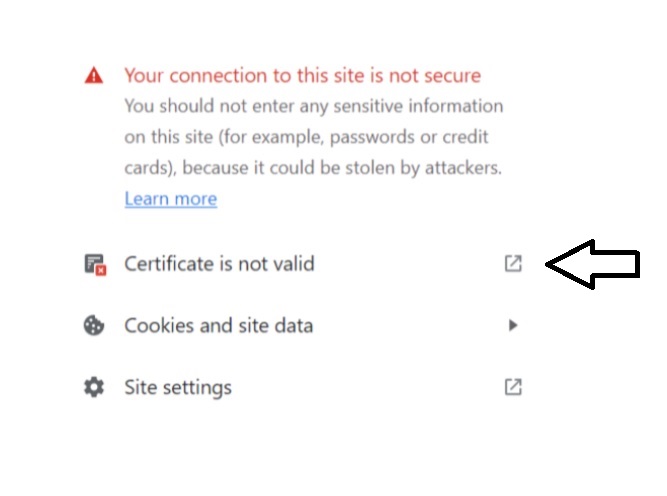 Your connection to this site is not secure
You should not enter any sensitive information
on this site (for example, passwords or credit
cards), because it could be stolen by attackers.
Learn more
Certificate is not valid
Cookies and site data
Site settings